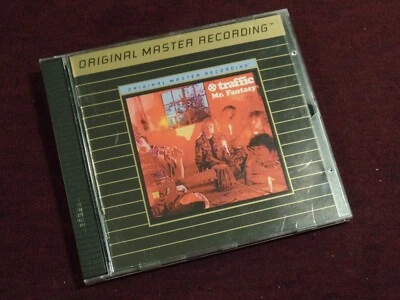 ORIGINAL MASTER RECORDING™
ORIGINAL MASTER RECORDING
traffic
Mr. Fantasy